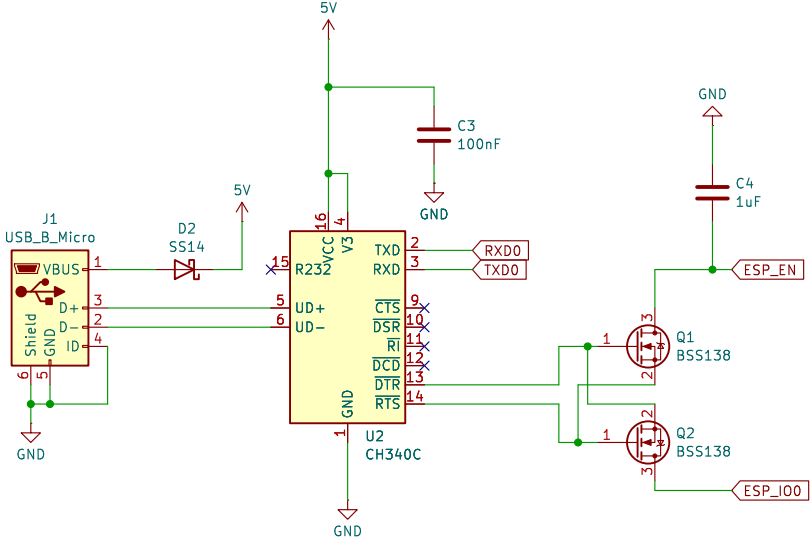 5V
C3
100nF
GND
GND
C4
1uF
5V
J1
USB_B_Micro
D2
SS14
VBUS 1
D+ 3
D- 2
ID 4
Shield
GND
6
5
GND
16
4
VCC
V3
15 R232
5 UD+
6 UD-
TXD 2
RXD 3
CTS 9
DSR 10
RI 11
DCD 12
DTR 13
RTS 14
GND
1
U2
CH340C
GND
RXD0
TXD0
ESP_EN
3
1
Q1
BSS138
2
2
1
Q2
BSS138
3
ESP_IO0